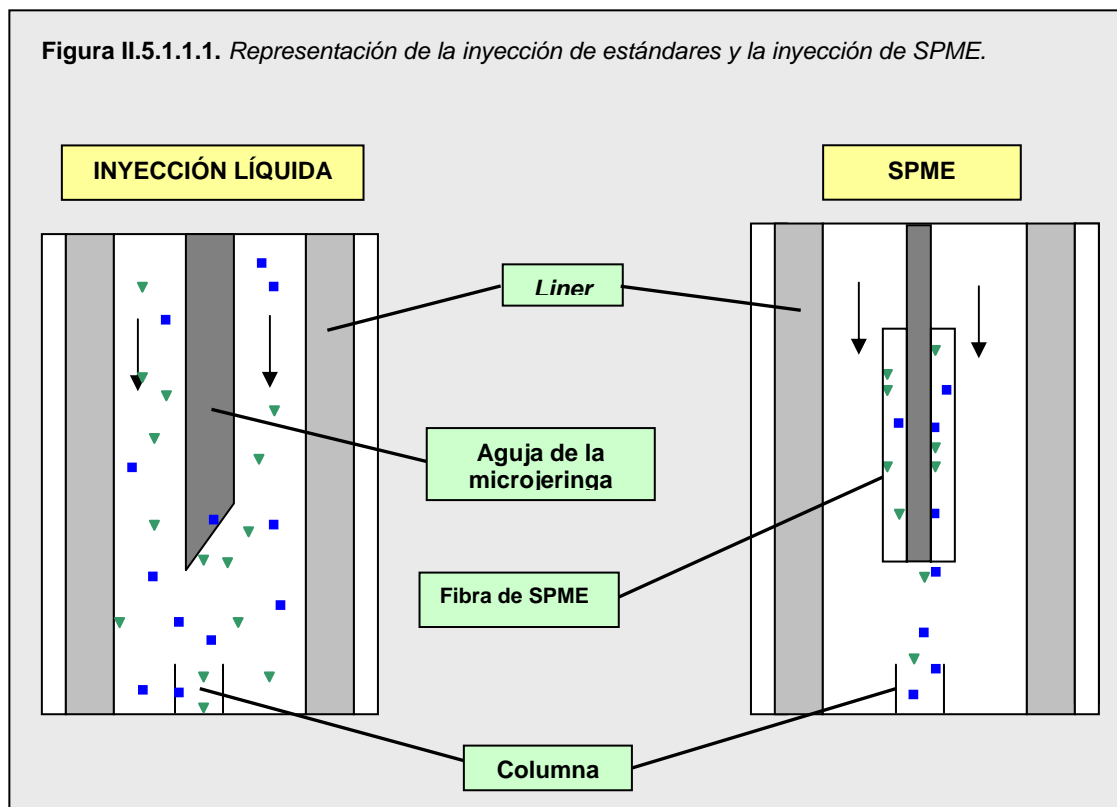 Figura II.5.1.1.1. Representación de la inyección de estándares y la inyección de SPME.
INYECCIÓN LÍQUIDA
SPME
Liner
Aguja de la
microjeringa
Fibra de SPME
Columna